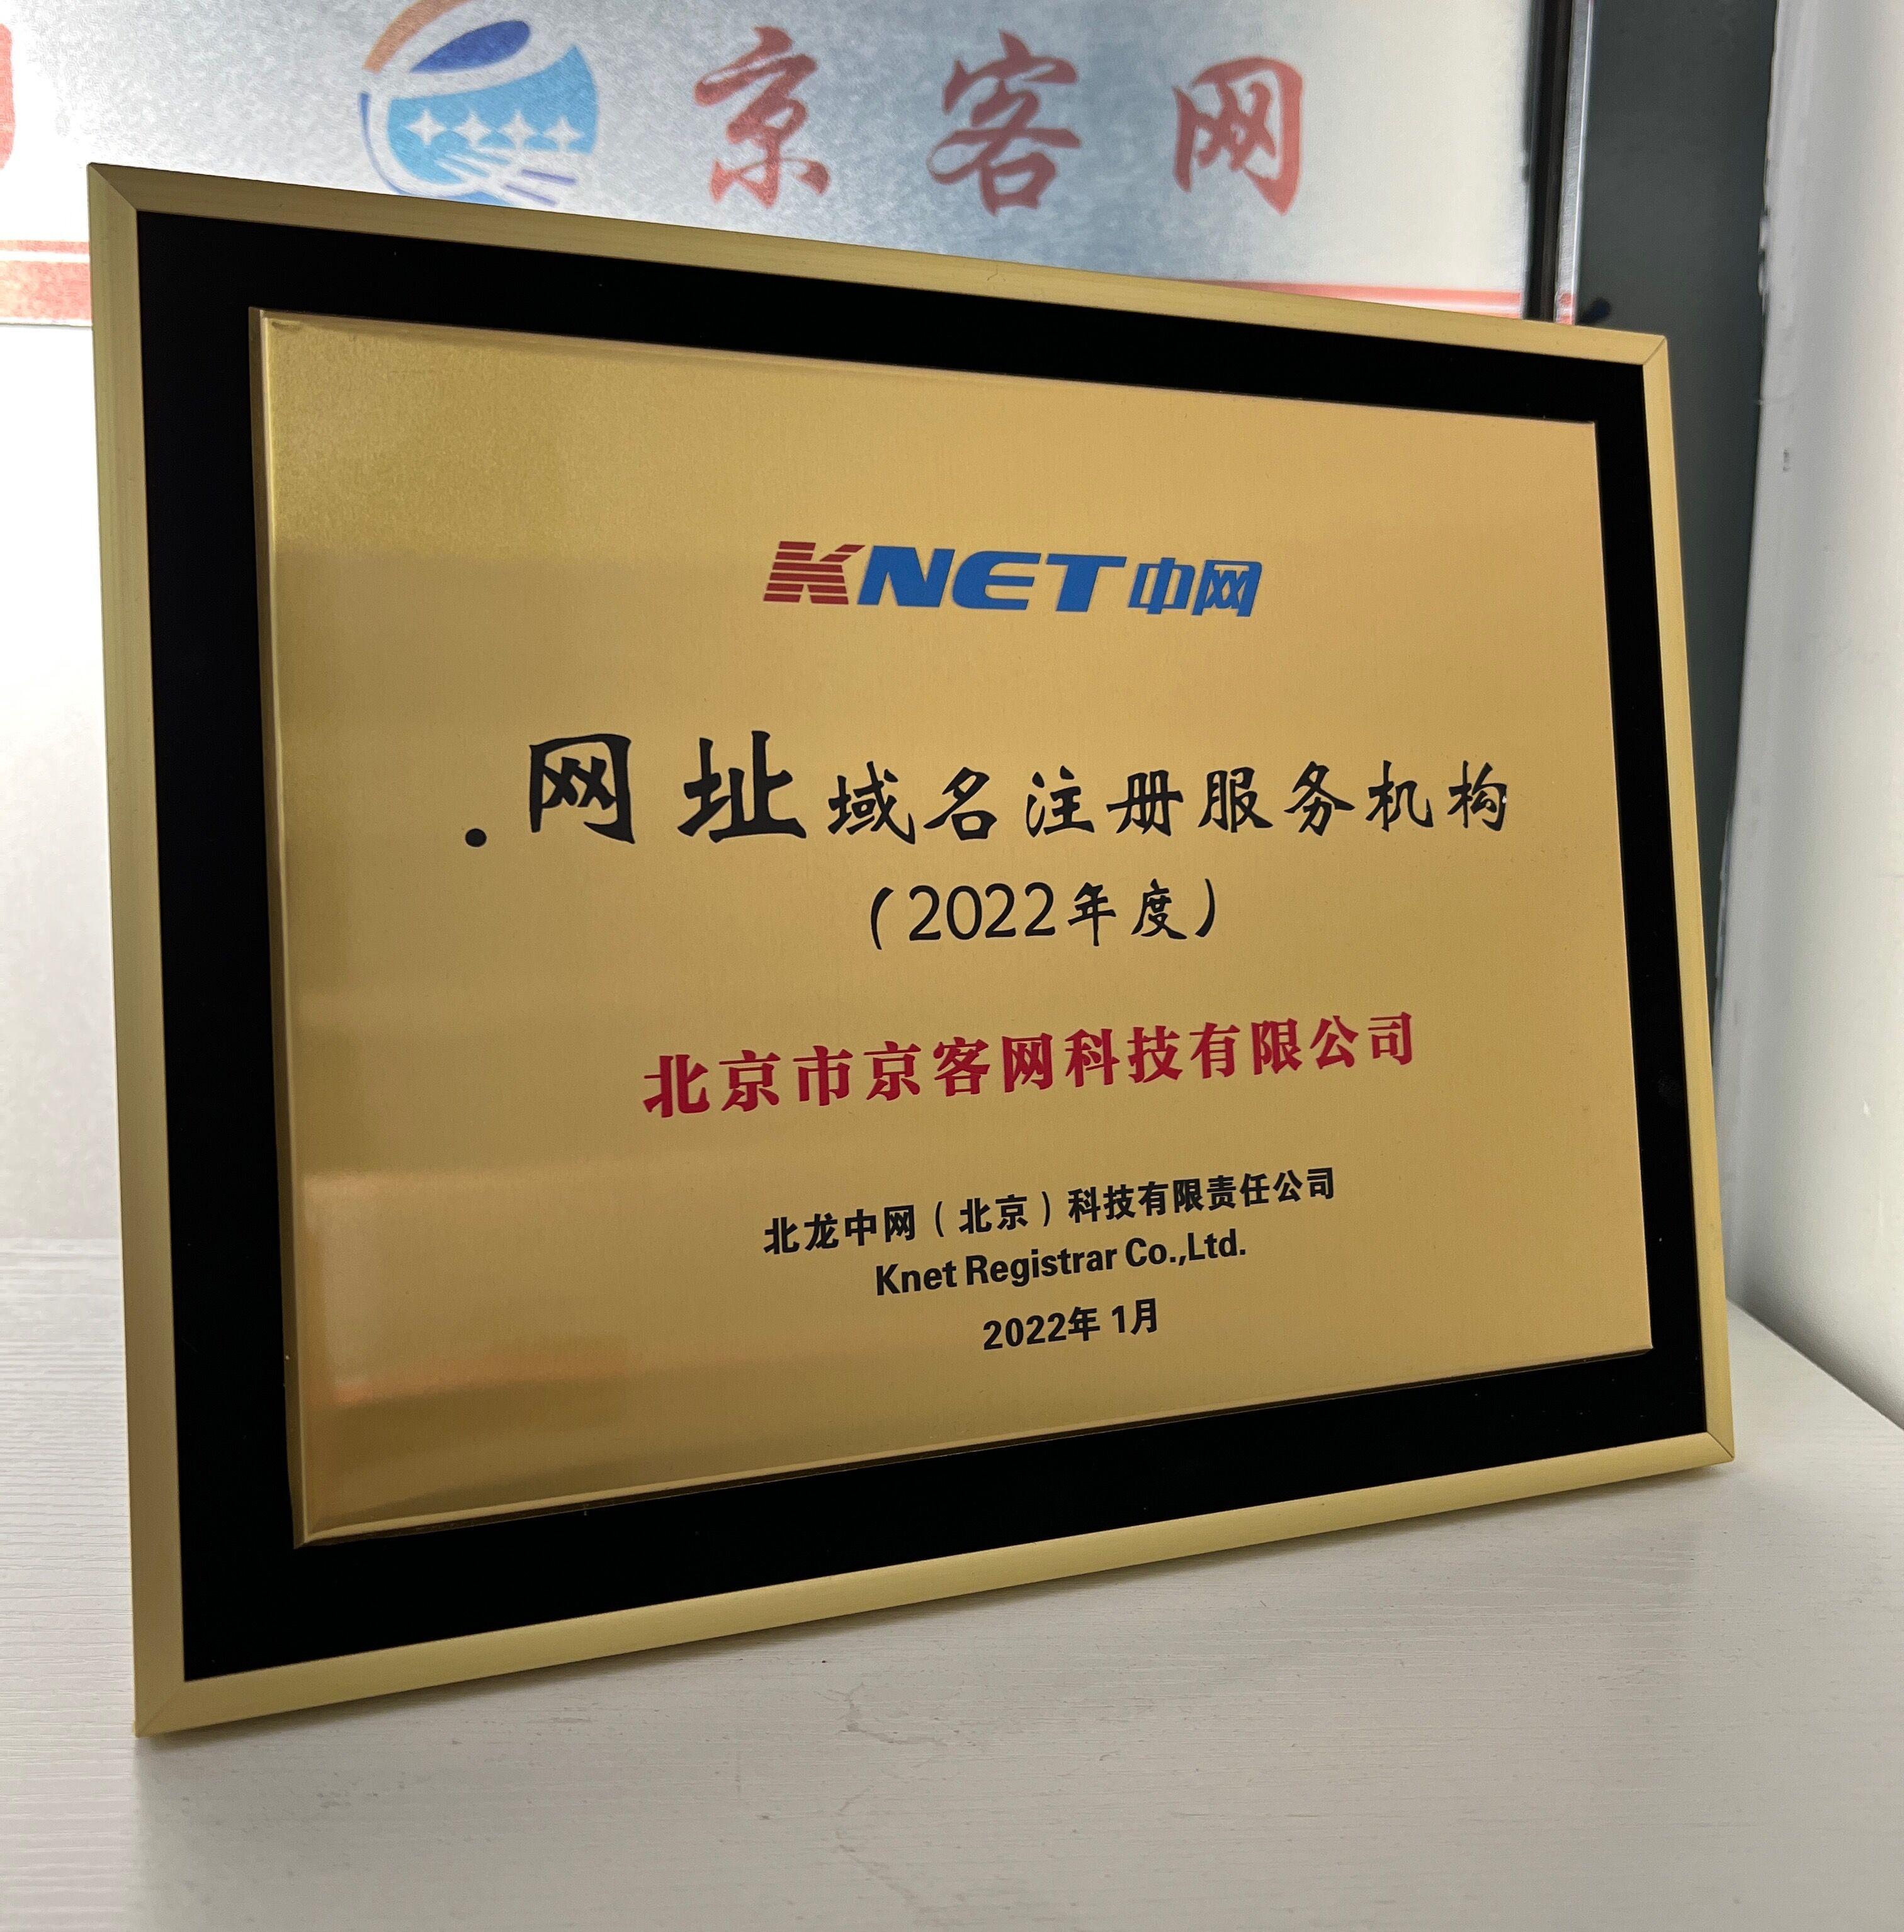 京客网
KNET中网
.网址域名注册服务机构
（2022年度）
北京市京客网科技有限公司
北龙中网（北京）科技有限责任公司
Knet Registrar Co.,Ltd.
2022年 1月